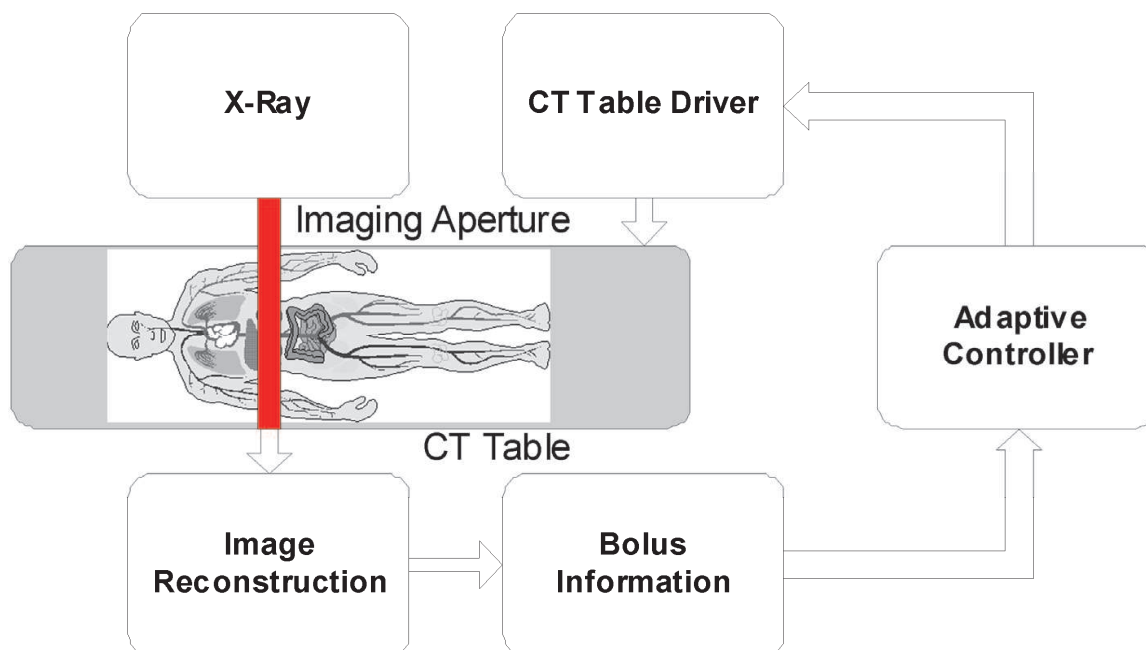 X-Ray
CT Table Driver
Imaging Aperture
Adaptive
Controller
CT Table
Image
Reconstruction
Bolus
Information